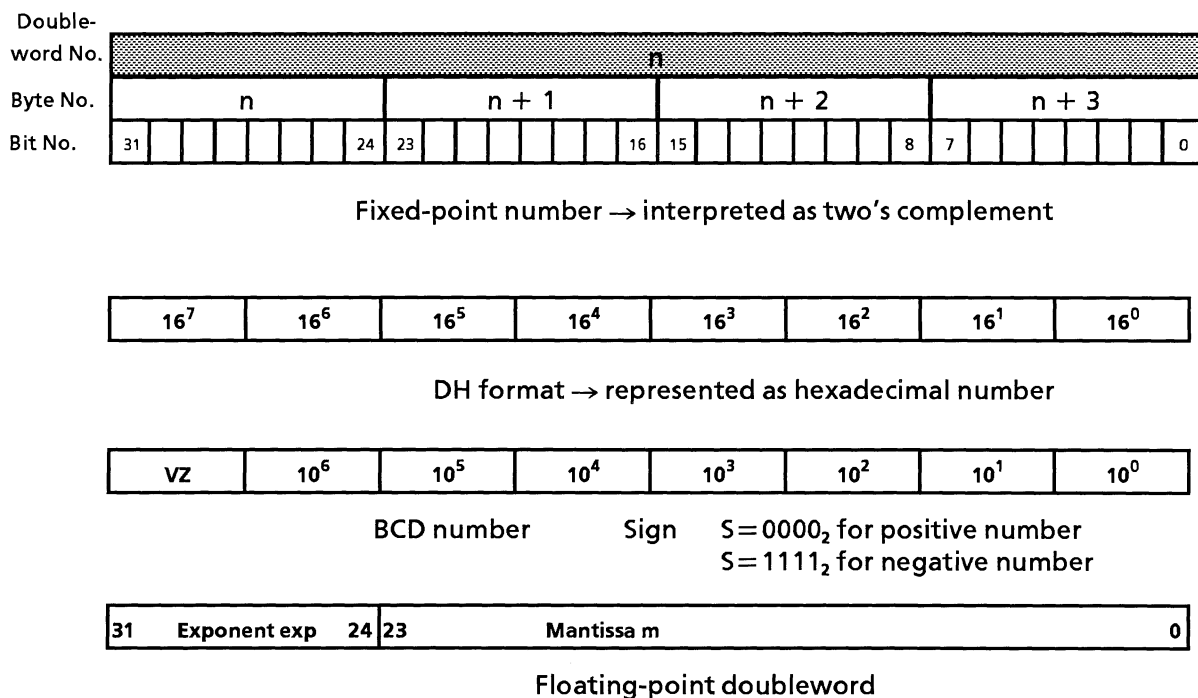 Double-
word No. n
Byte No. n n + 1 n + 2 n + 3
Bit No. 31 24 23 16 15 8 7 0
Fixed-point number → interpreted as two's complement
16⁷ 16⁶ 16⁵ 16⁴ 16³ 16² 16¹ 16⁰
DH format → represented as hexadecimal number
VZ 10⁶ 10⁵ 10⁴ 10³ 10² 10¹ 10⁰
BCD number Sign S=0000₂ for positive number
S=1111₂ for negative number
31 Exponent exp 24 23 Mantissa m 0
Floating-point doubleword